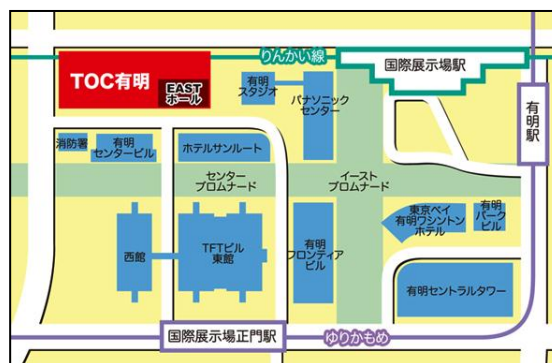 りんかい線
国際展示場駅
TOC有明
EAST
ホール
有明
スタジオ
パナソニック
センター
有明駅
消防署
有明
センタービル
ホテルサンルート
センター
プロムナード
イースト
プロムナード
東京ベイ
有明ワシントン
ホテル
有明
パーク
ビル
西館
TFTビル
東館
有明
フロンティア
ビル
有明セントラルタワー
国際展示場正門駅
ゆりかもめ